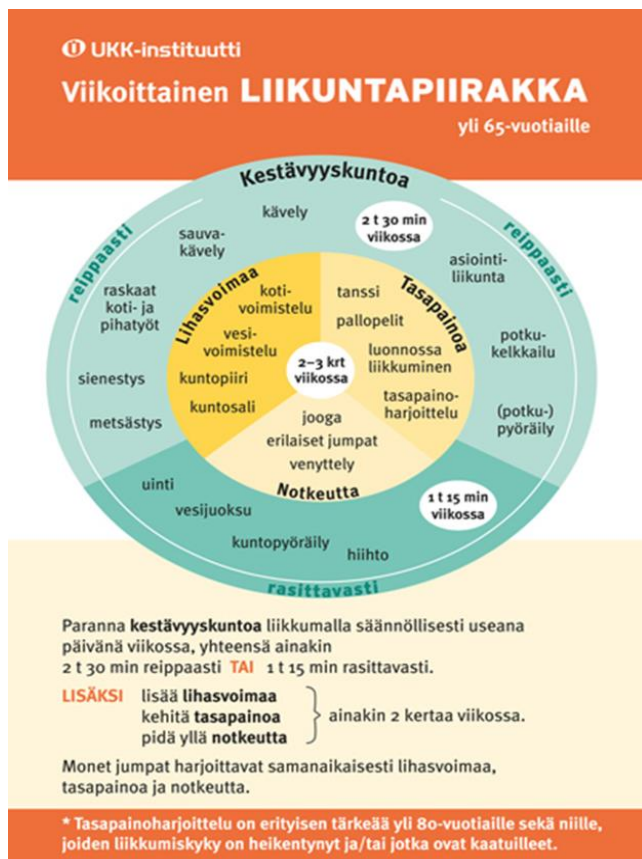 UKK-instituutti
Viikoittainen LIIKUNTAPIIRAKKA
yli 65-vuotiaille
Kestävyyskuntoa
reippaasti
kävely
2 t 30 min
viikossa
reippaasti
sauva-
kävely
asiointi-
liikunta
raskaat
koti- ja
pihatyöt
potku-
kelkkailu
sienestys
metsästys
(potku-)
pyöräily
Lihasvoimaa
koti-
voimistelu
vesi-
voimistelu
kuntopiiri
kuntosali
Tasapainoa
tanssi
pallopelit
luonnossa
liikkuminen
tasapaino-
harjoittelu
2–3 krt
viikossa
jooga
erilaiset jumpat
venyttely
Notkeutta
uinti
vesijuoksu
kuntopyöräily
hiihto
1 t 15 min
viikossa
rasittavasti
Paranna kestävyyskuntoa liikkumalla säännöllisesti useana
päivänä viikossa, yhteensä ainakin
2 t 30 min reippaasti TAI 1 t 15 min rasittavasti.
LISÄKSI lisää lihasvoimaa
kehitä tasapainoa
pidä yllä notkeutta
ainakin 2 kertaa viikossa.
Monet jumpat harjoittavat samanaikaisesti lihasvoimaa,
tasapainoa ja notkeutta.
* Tasapainoharjoittelu on erityisen tärkeää yli 80-vuotiaille sekä niille,
joiden liikkumiskyky on heikentynyt ja/tai jotka ovat kaatuilleet.